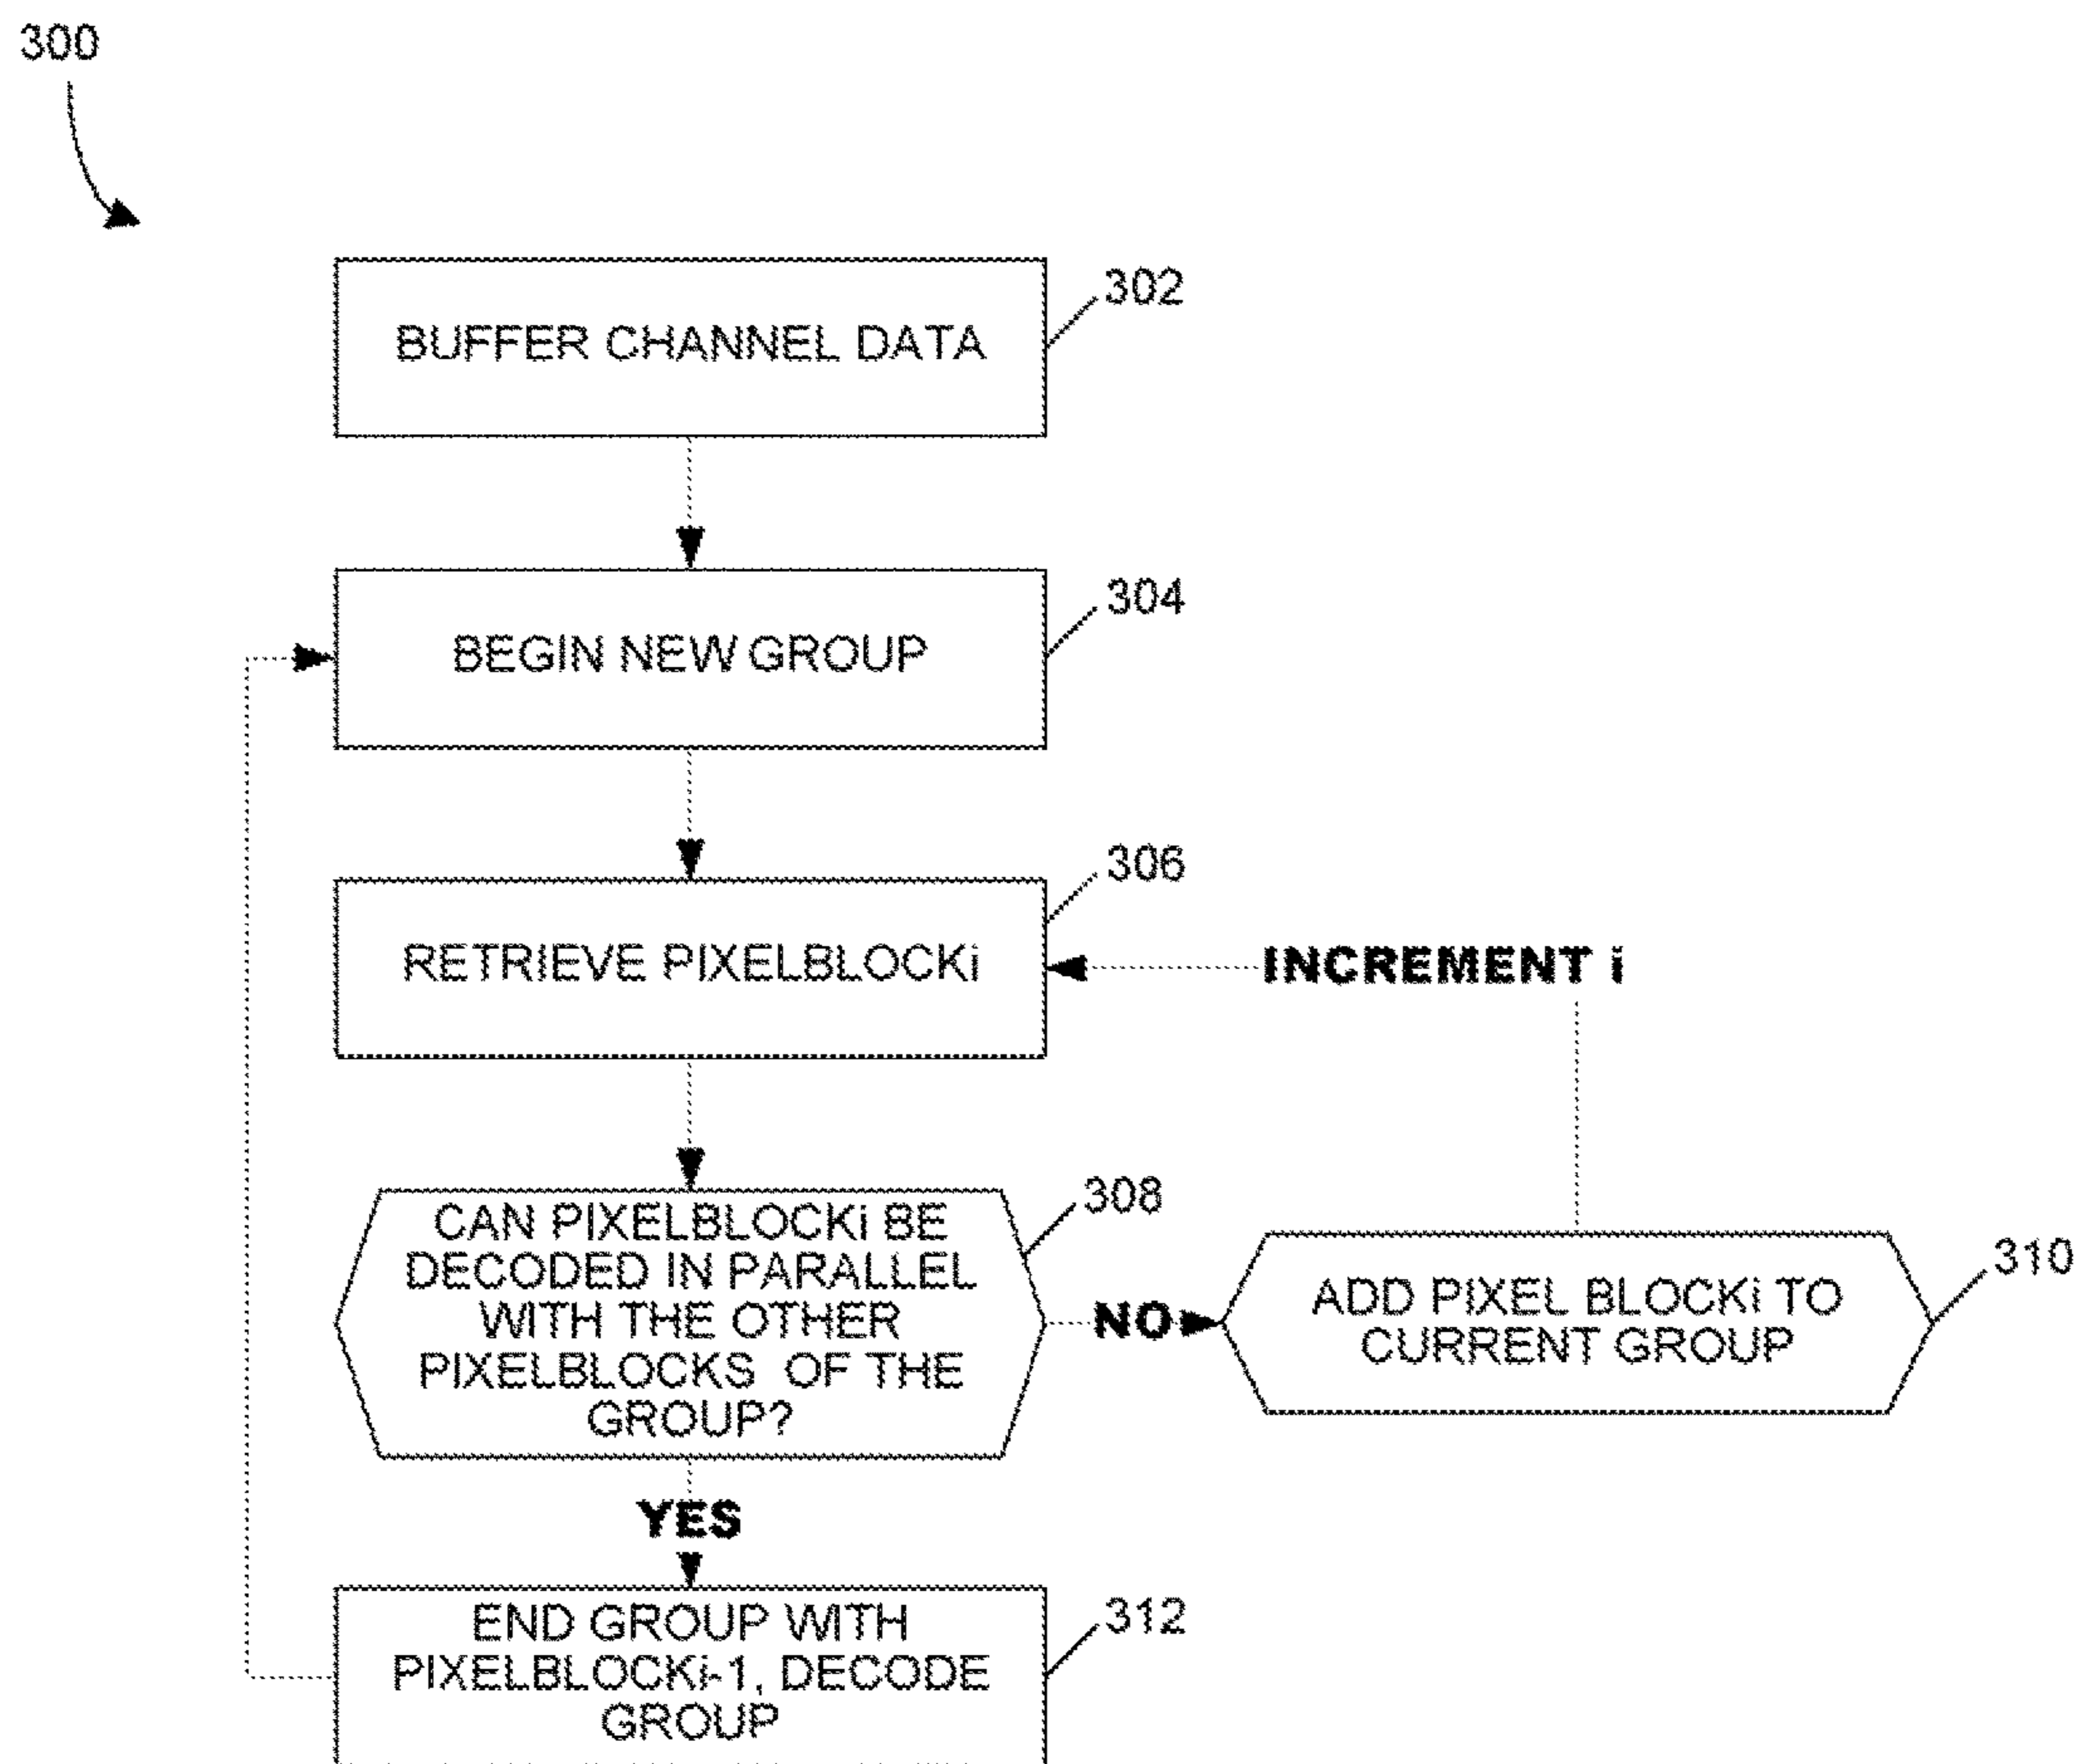 300
BUFFER CHANNEL DATA
302
BEGIN NEW GROUP
304
RETRIEVE PIXELBLOCKi
306
INCREMENT i
CAN PIXELBLOCKi BE
DECODED IN PARALLEL
WITH THE OTHER
PIXELBLOCKS OF THE
GROUP?
308
NO
ADD PIXEL BLOCKi TO
CURRENT GROUP
310
YES
END GROUP WITH
PIXELBLOCKi-1, DECODE
GROUP
312